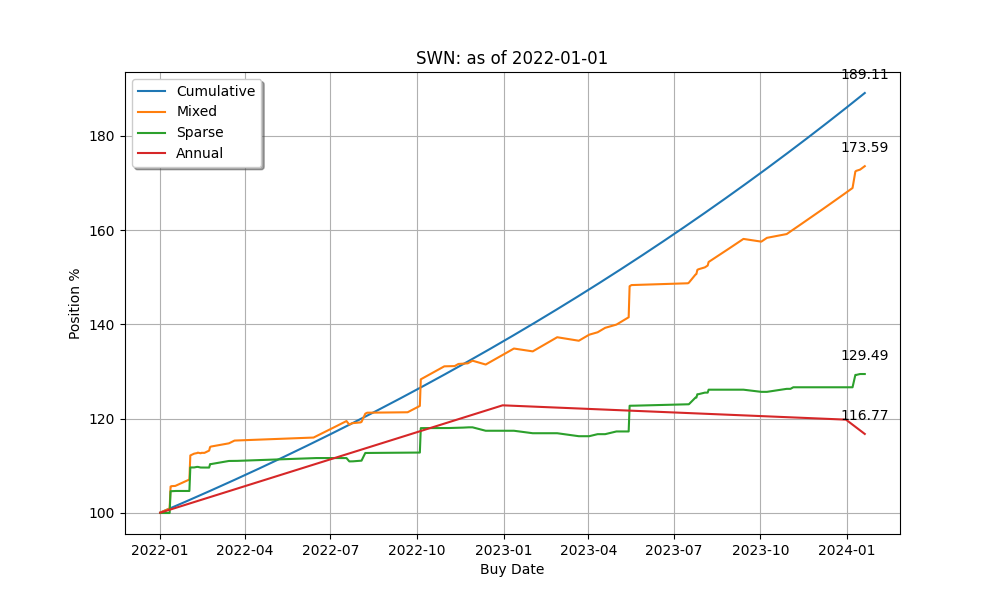 SWN: as of 2022-01-01
189.11
Cumulative
Mixed
Sparse
Annual
173.59
129.49
116.77
180
160
140
120
100
Position %
2022-01 2022-04 2022-07 2022-10 2023-01 2023-04 2023-07 2023-10 2024-01
Buy Date